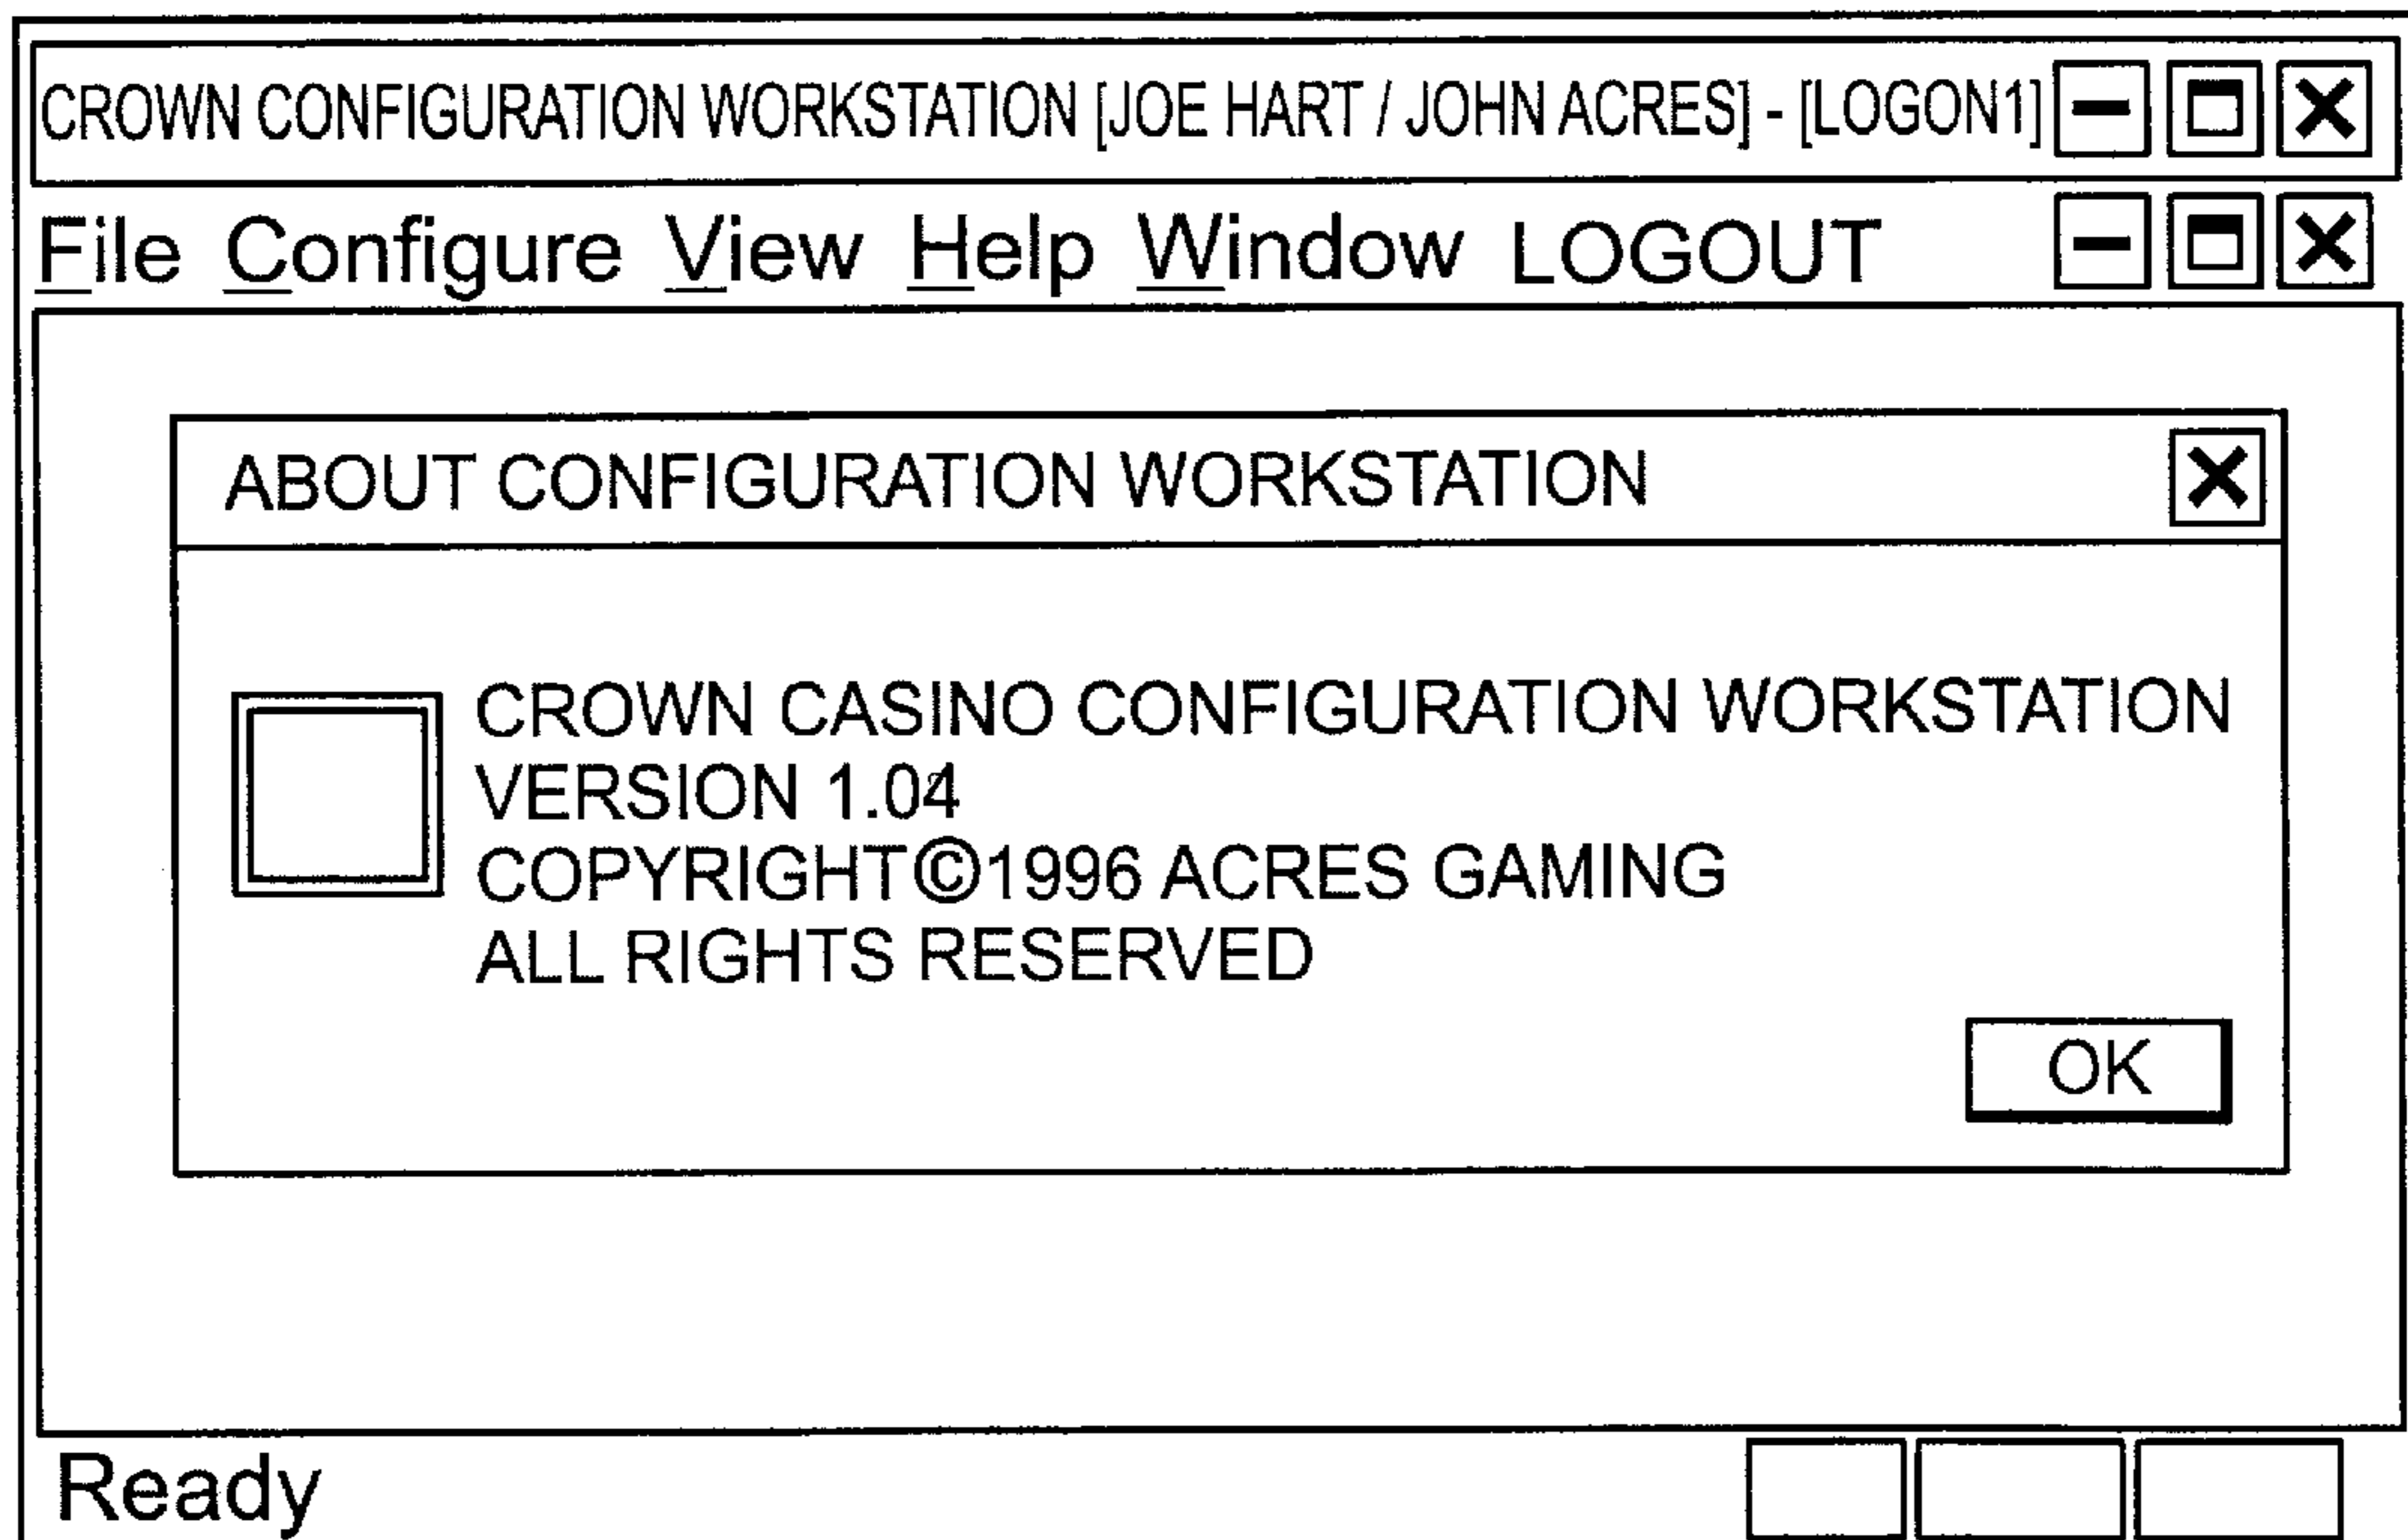 CROWN CONFIGURATION WORKSTATION [JOE HART / JOHN ACRES] - [LOGON1]
File Configure View Help Window LOGOUT
ABOUT CONFIGURATION WORKSTATION
CROWN CASINO CONFIGURATION WORKSTATION
VERSION 1.04
COPYRIGHT©1996 ACRES GAMING
ALL RIGHTS RESERVED
OK
Ready